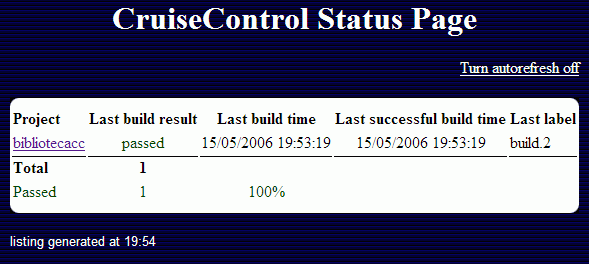 CruiseControl Status Page
Turn autorefresh off
Project Last build result Last build time Last successful build time Last label
bibliotecacc passed 15/05/2006 19:53:19 15/05/2006 19:53:19 build.2
Total 1
Passed 1 100%
listing generated at 19:54